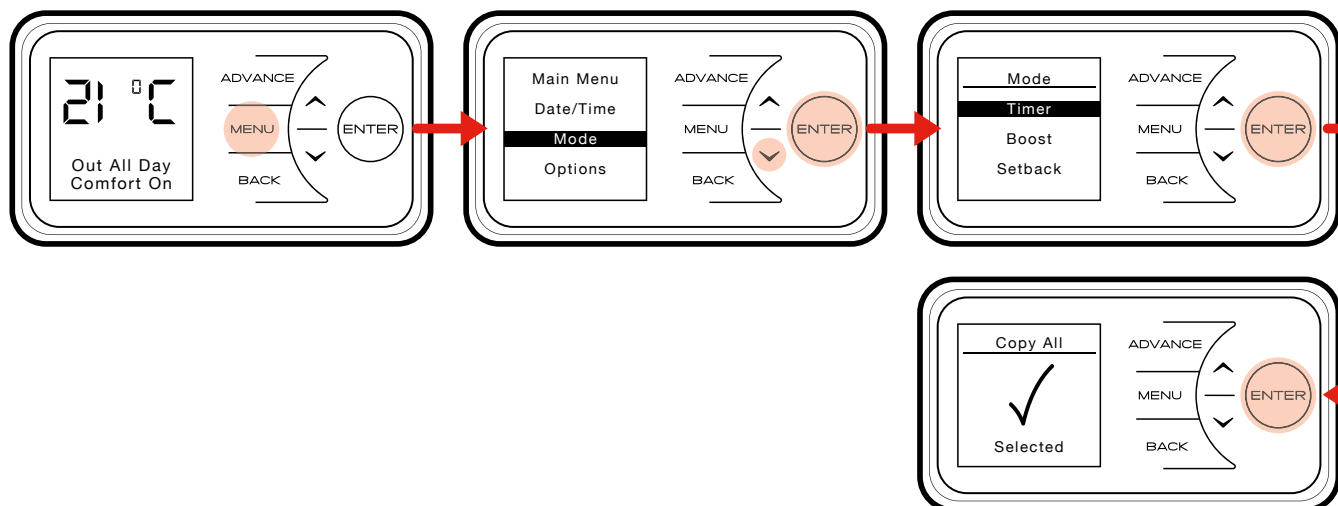 21 °C
Out All Day
Comfort On
ADVANCE
MENU
BACK
ENTER
Main Menu
Date/Time
Mode
Options
ADVANCE
MENU
BACK
ENTER
Mode
Timer
Boost
Setback
ADVANCE
MENU
BACK
ENTER
Copy All
Selected
ADVANCE
MENU
BACK
ENTER